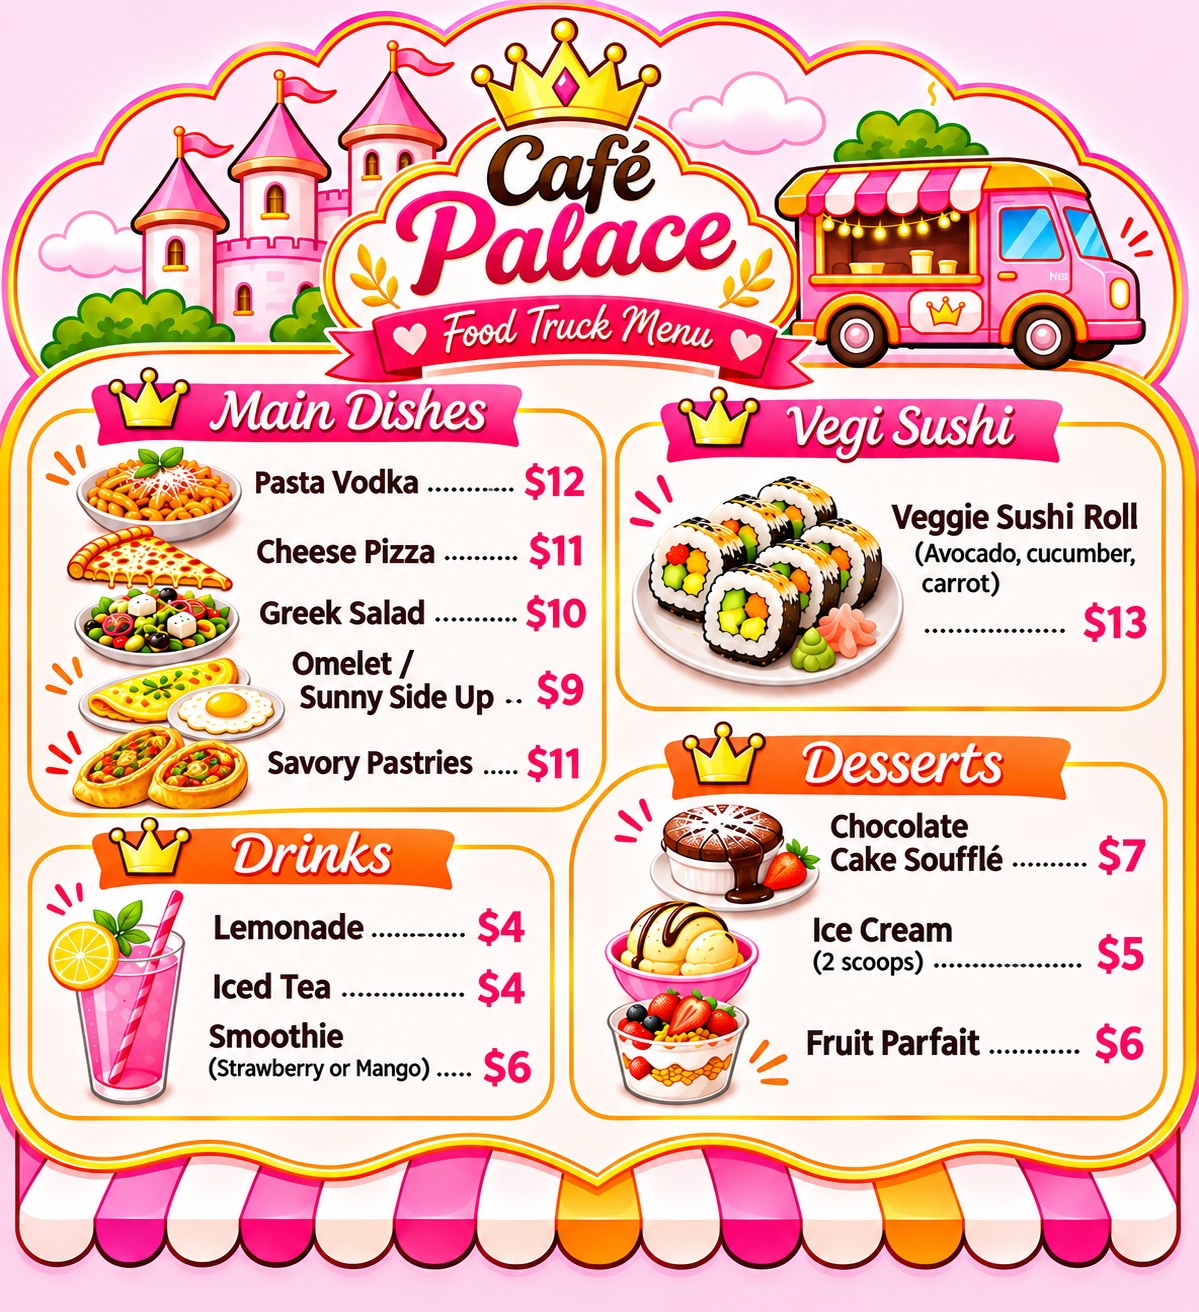 Café
Palace
Food Truck Menu
Main Dishes
Pasta Vodka ............... $12
Cheese Pizza .......... $11
Greek Salad ........... $10
Omelet /
Sunny Side Up .. $9
Savory Pastries ..... $11
Drinks
Lemonade ............. $4
Iced Tea ............... $4
Smoothie
(Strawberry or Mango) ..... $6
Vegi Sushi
Veggie Sushi Roll
(Avocado, cucumber,
carrot)
.................. $13
Desserts
Chocolate
Cake Soufflé .......... $7
Ice Cream
(2 scoops) .................... $5
Fruit Parfait ............ $6